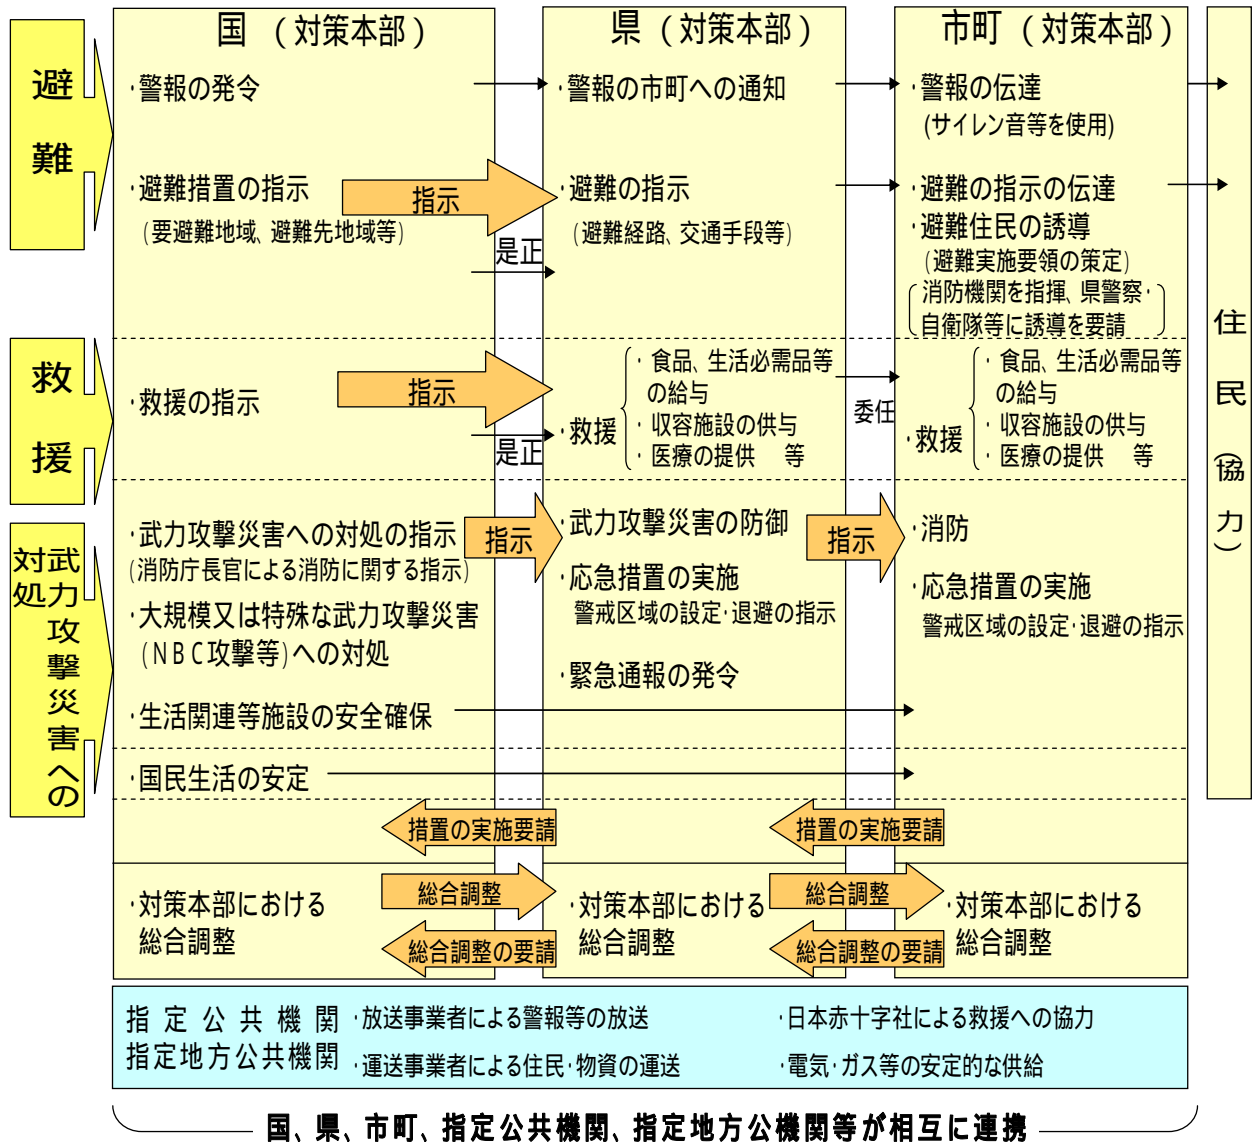 避難
救援
武力攻撃災害への
対処
国 （対策本部）
・警報の発令
・避難措置の指示
（要避難地域、避難先地域等）
指示
是正
・救援の指示
指示
是正
・武力攻撃災害への対処の指示
（消防庁長官による消防に関する指示）
・大規模又は特殊な武力攻撃災害
（ＮＢＣ攻撃等）への対処
・生活関連等施設の安全確保
・国民生活の安定
指示
措置の実施要請
・対策本部における
総合調整
総合調整
総合調整の要請
県 （対策本部）
・警報の市町への通知
・避難の指示
（避難経路、交通手段等）
・救援
・食品、生活必需品等
の給与
・収容施設の供与
・医療の提供　等
委任
・武力攻撃災害の防御
・応急措置の実施
警戒区域の設定・退避の指示
・緊急通報の発令
指示
措置の実施要請
・対策本部における
総合調整
総合調整
総合調整の要請
市町 （対策本部）
・警報の伝達
(サイレン音等を使用)
・避難の指示の伝達
・避難住民の誘導
（避難実施要領の策定）
消防機関を指揮、県警察・
自衛隊等に誘導を要請
・救援
・食品、生活必需品等
の給与
・収容施設の供与
・医療の提供　等
・消防
・応急措置の実施
警戒区域の設定・退避の指示
・対策本部における
総合調整
住民（協力）
指定公共機関
指定地方公共機関
・放送事業者による警報等の放送
・日本赤十字社による救援への協力
・運送事業者による住民・物資の運送
・電気・ガス等の安定的な供給
国、県、市町、指定公共機関、指定地方公機関等が相互に連携